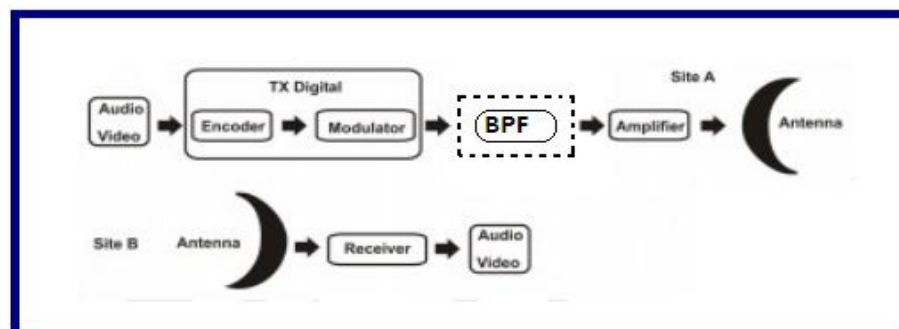 TX Digital
Site A
Audio
Video
Encoder
Modulator
BPF
Amplifier
Antenna
Site B
Antenna
Receiver
Audio
Video